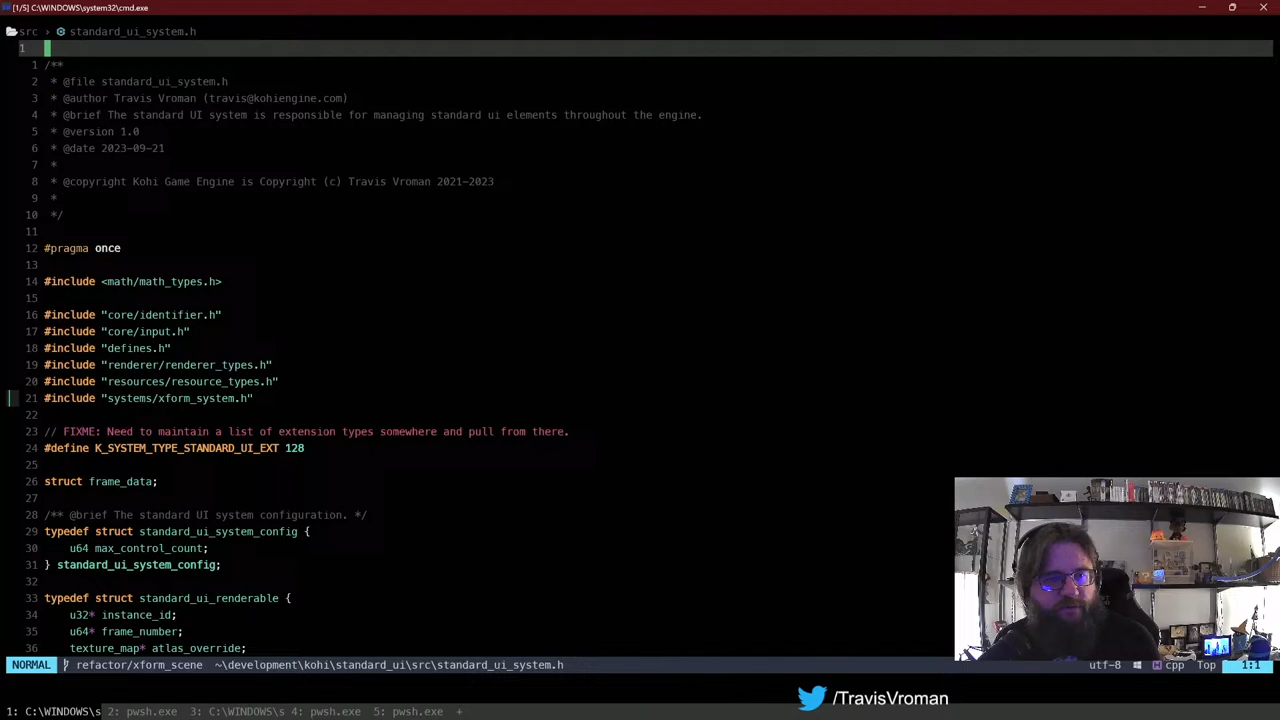 [1/5] C:\WINDOWS\system32\cmd.exe
src › standard_ui_system.h
1
1 /**
2 * @file standard_ui_system.h
3 * @author Travis Vroman (travis@kohiengine.com)
4 * @brief The standard UI system is responsible for managing standard ui elements throughout the engine.
5 * @version 1.0
6 * @date 2023-09-21
7 *
8 * @copyright Kohi Game Engine is Copyright (c) Travis Vroman 2021-2023
9 *
10 */
11
12 #pragma once
13
14 #include <math/math_types.h>
15
16 #include "core/identifier.h"
17 #include "core/input.h"
18 #include "defines.h"
19 #include "renderer/renderer_types.h"
20 #include "resources/resource_types.h"
21 #include "systems/xform_system.h"
22
23 // FIXME: Need to maintain a list of extension types somewhere and pull from there.
24 #define K_SYSTEM_TYPE_STANDARD_UI_EXT 128
25
26 struct frame_data;
27
28 /** @brief The standard UI system configuration. */
29 typedef struct standard_ui_system_config {
30 u64 max_control_count;
31 } standard_ui_system_config;
32
33 typedef struct standard_ui_renderable {
34 u32* instance_id;
35 u64* frame_number;
36 texture_map* atlas_override;
NORMAL refactor/xform_scene ~\development\kohi\standard_ui\src\standard_ui_system.h utf-8 cpp Top 1:1
/TravisVroman
1: C:\WINDOWS\s 2: pwsh.exe 3: C:\WINDOWS\s 4: pwsh.exe 5: pwsh.exe +